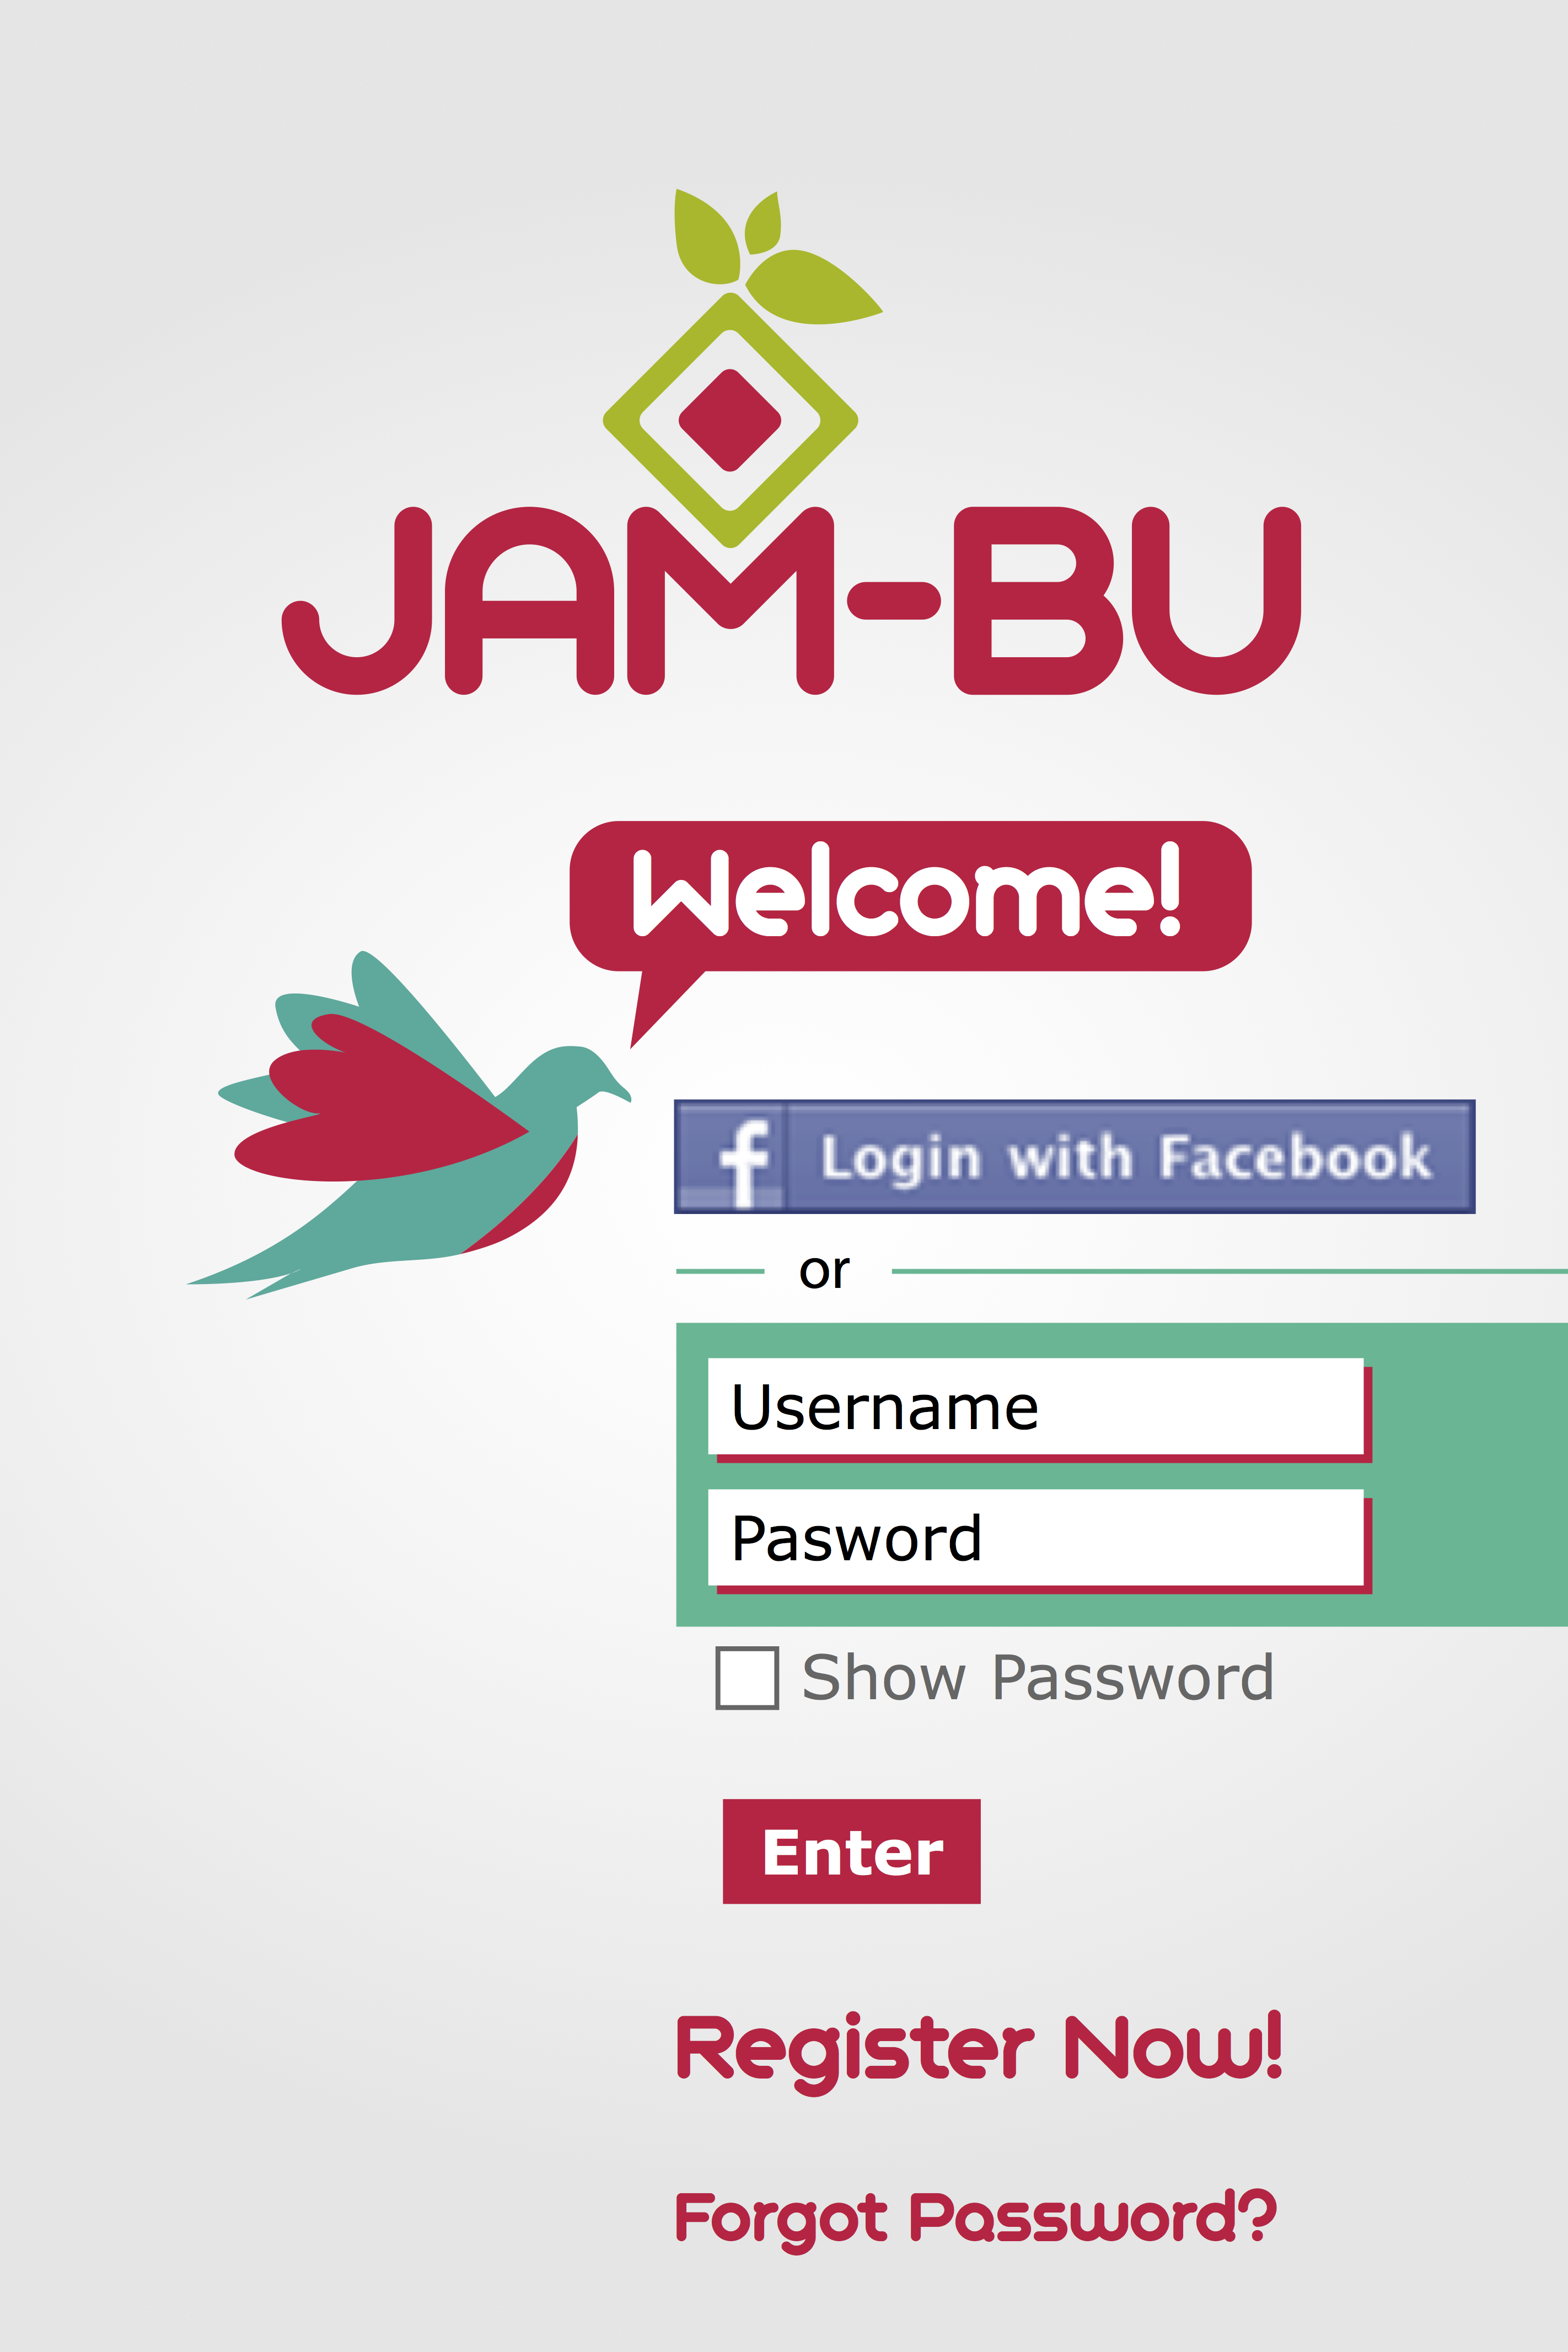 JAM-BU
Welcome!
f Login with Facebook
or
Username
Pasword
Show Password
Enter
Register Now!
Forgot Password?